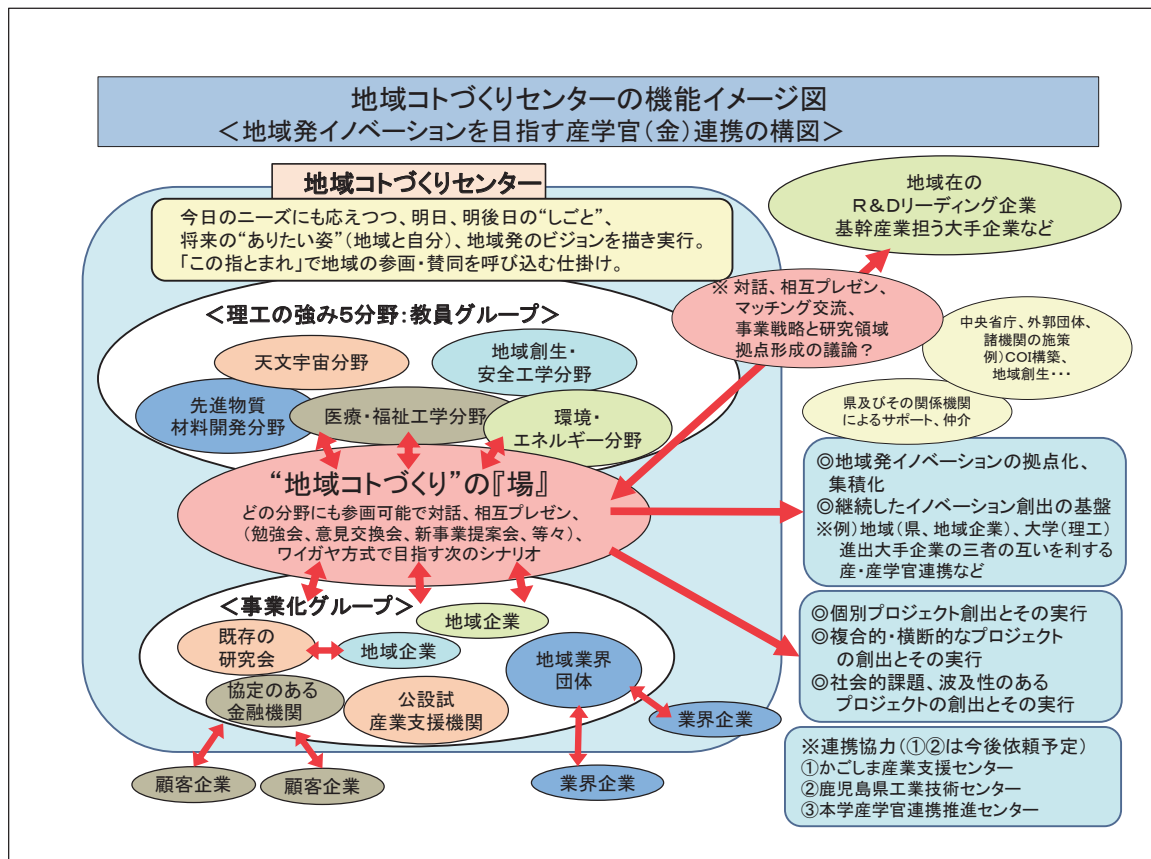 地域コトづくりセンターの機能イメージ図
＜地域発イノベーションを目指す産学官（金）連携の構図＞
地域コトづくりセンター
今日のニーズにも応えつつ、明日、明後日の“しごと”、
将来の“ありたい姿”（地域と自分）、地域発のビジョンを描き実行。
「この指とまれ」で地域の参画・賛同を呼び込む仕掛け。
地域在の
R＆Dリーディング企業
基幹産業担う大手企業など
※ 対話、相互プレゼン、
マッチング交流、
事業戦略と研究領域
拠点形成の議論？
中央省庁、外郭団体、
諸機関の施策
例）COI構築、
地域創生・・・
県及びその関係機関
によるサポート、仲介
＜理工の強み5分野：教員グループ＞
天文宇宙分野
地域創生・
安全工学分野
先進物質
材料開発分野
医療・福祉工学分野
環境・
エネルギー分野
“地域コトづくり”の『場』
どの分野にも参画可能で対話、相互プレゼン、
（勉強会、意見交換会、新事業提案会、等々）、
ワイガヤ方式で目指す次のシナリオ
◎地域発イノベーションの拠点化、
集積化
◎継続したイノベーション創出の基盤
※例）地域（県、地域企業）、大学（理工）
進出大手企業の三者の互いを利する
産・産学官連携など
＜事業化グループ＞
既存の
研究会
地域企業
地域企業
協定のある
金融機関
公設試
産業支援機関
地域業界
団体
業界企業
業界企業
顧客企業
顧客企業
◎個別プロジェクト創出とその実行
◎複合的・横断的なプロジェクト
の創出とその実行
◎社会的課題、波及性のある
プロジェクトの創出とその実行
※連携協力（①②は今後依頼予定）
①かごしま産業支援センター
②鹿児島県工業技術センター
③本学産学官連携推進センター